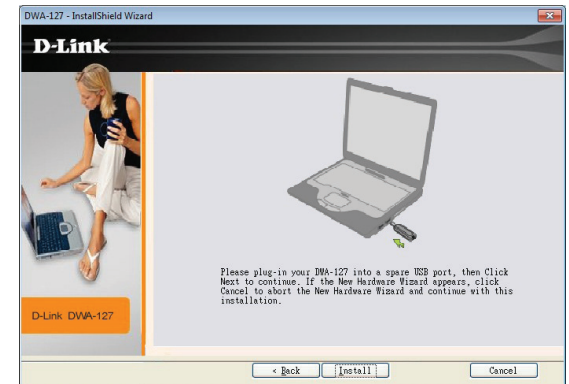 DWA-127 - InstallShield Wizard
D-Link
Please plug-in your DWA-127 into a spare USB port, then Click
Next to continue. If the New Hardware Wizard appears, click
Cancel to abort the New Hardware Wizard and continue with this
installation.
D-Link DWA-127
< Back
Install
Cancel